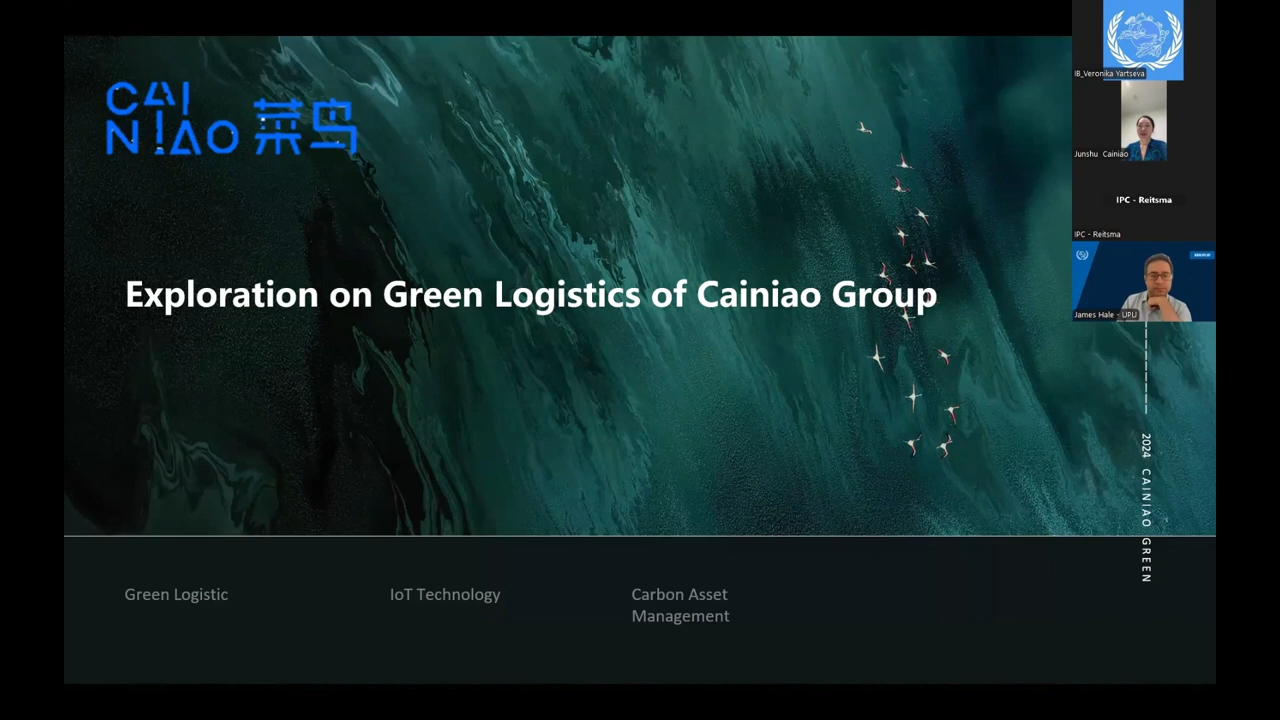 CAI
NIAO 菜鸟
Exploration on Green Logistics of Cainiao Group
Green Logistic
IoT Technology
Carbon Asset
Management
2024 CAINIAO GREEN
IB_Veronika Yartseva
Junshu Cainiao
IPC - Reitsma
IPC - Reitsma
James Hale - UPU